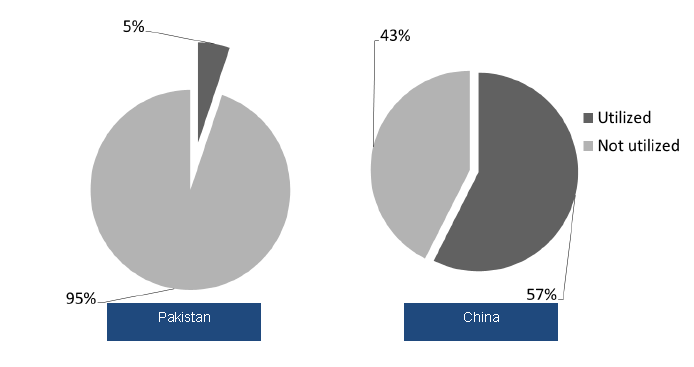 5%
43%
Utilized
Not utilized
95%
57%
Pakistan
China